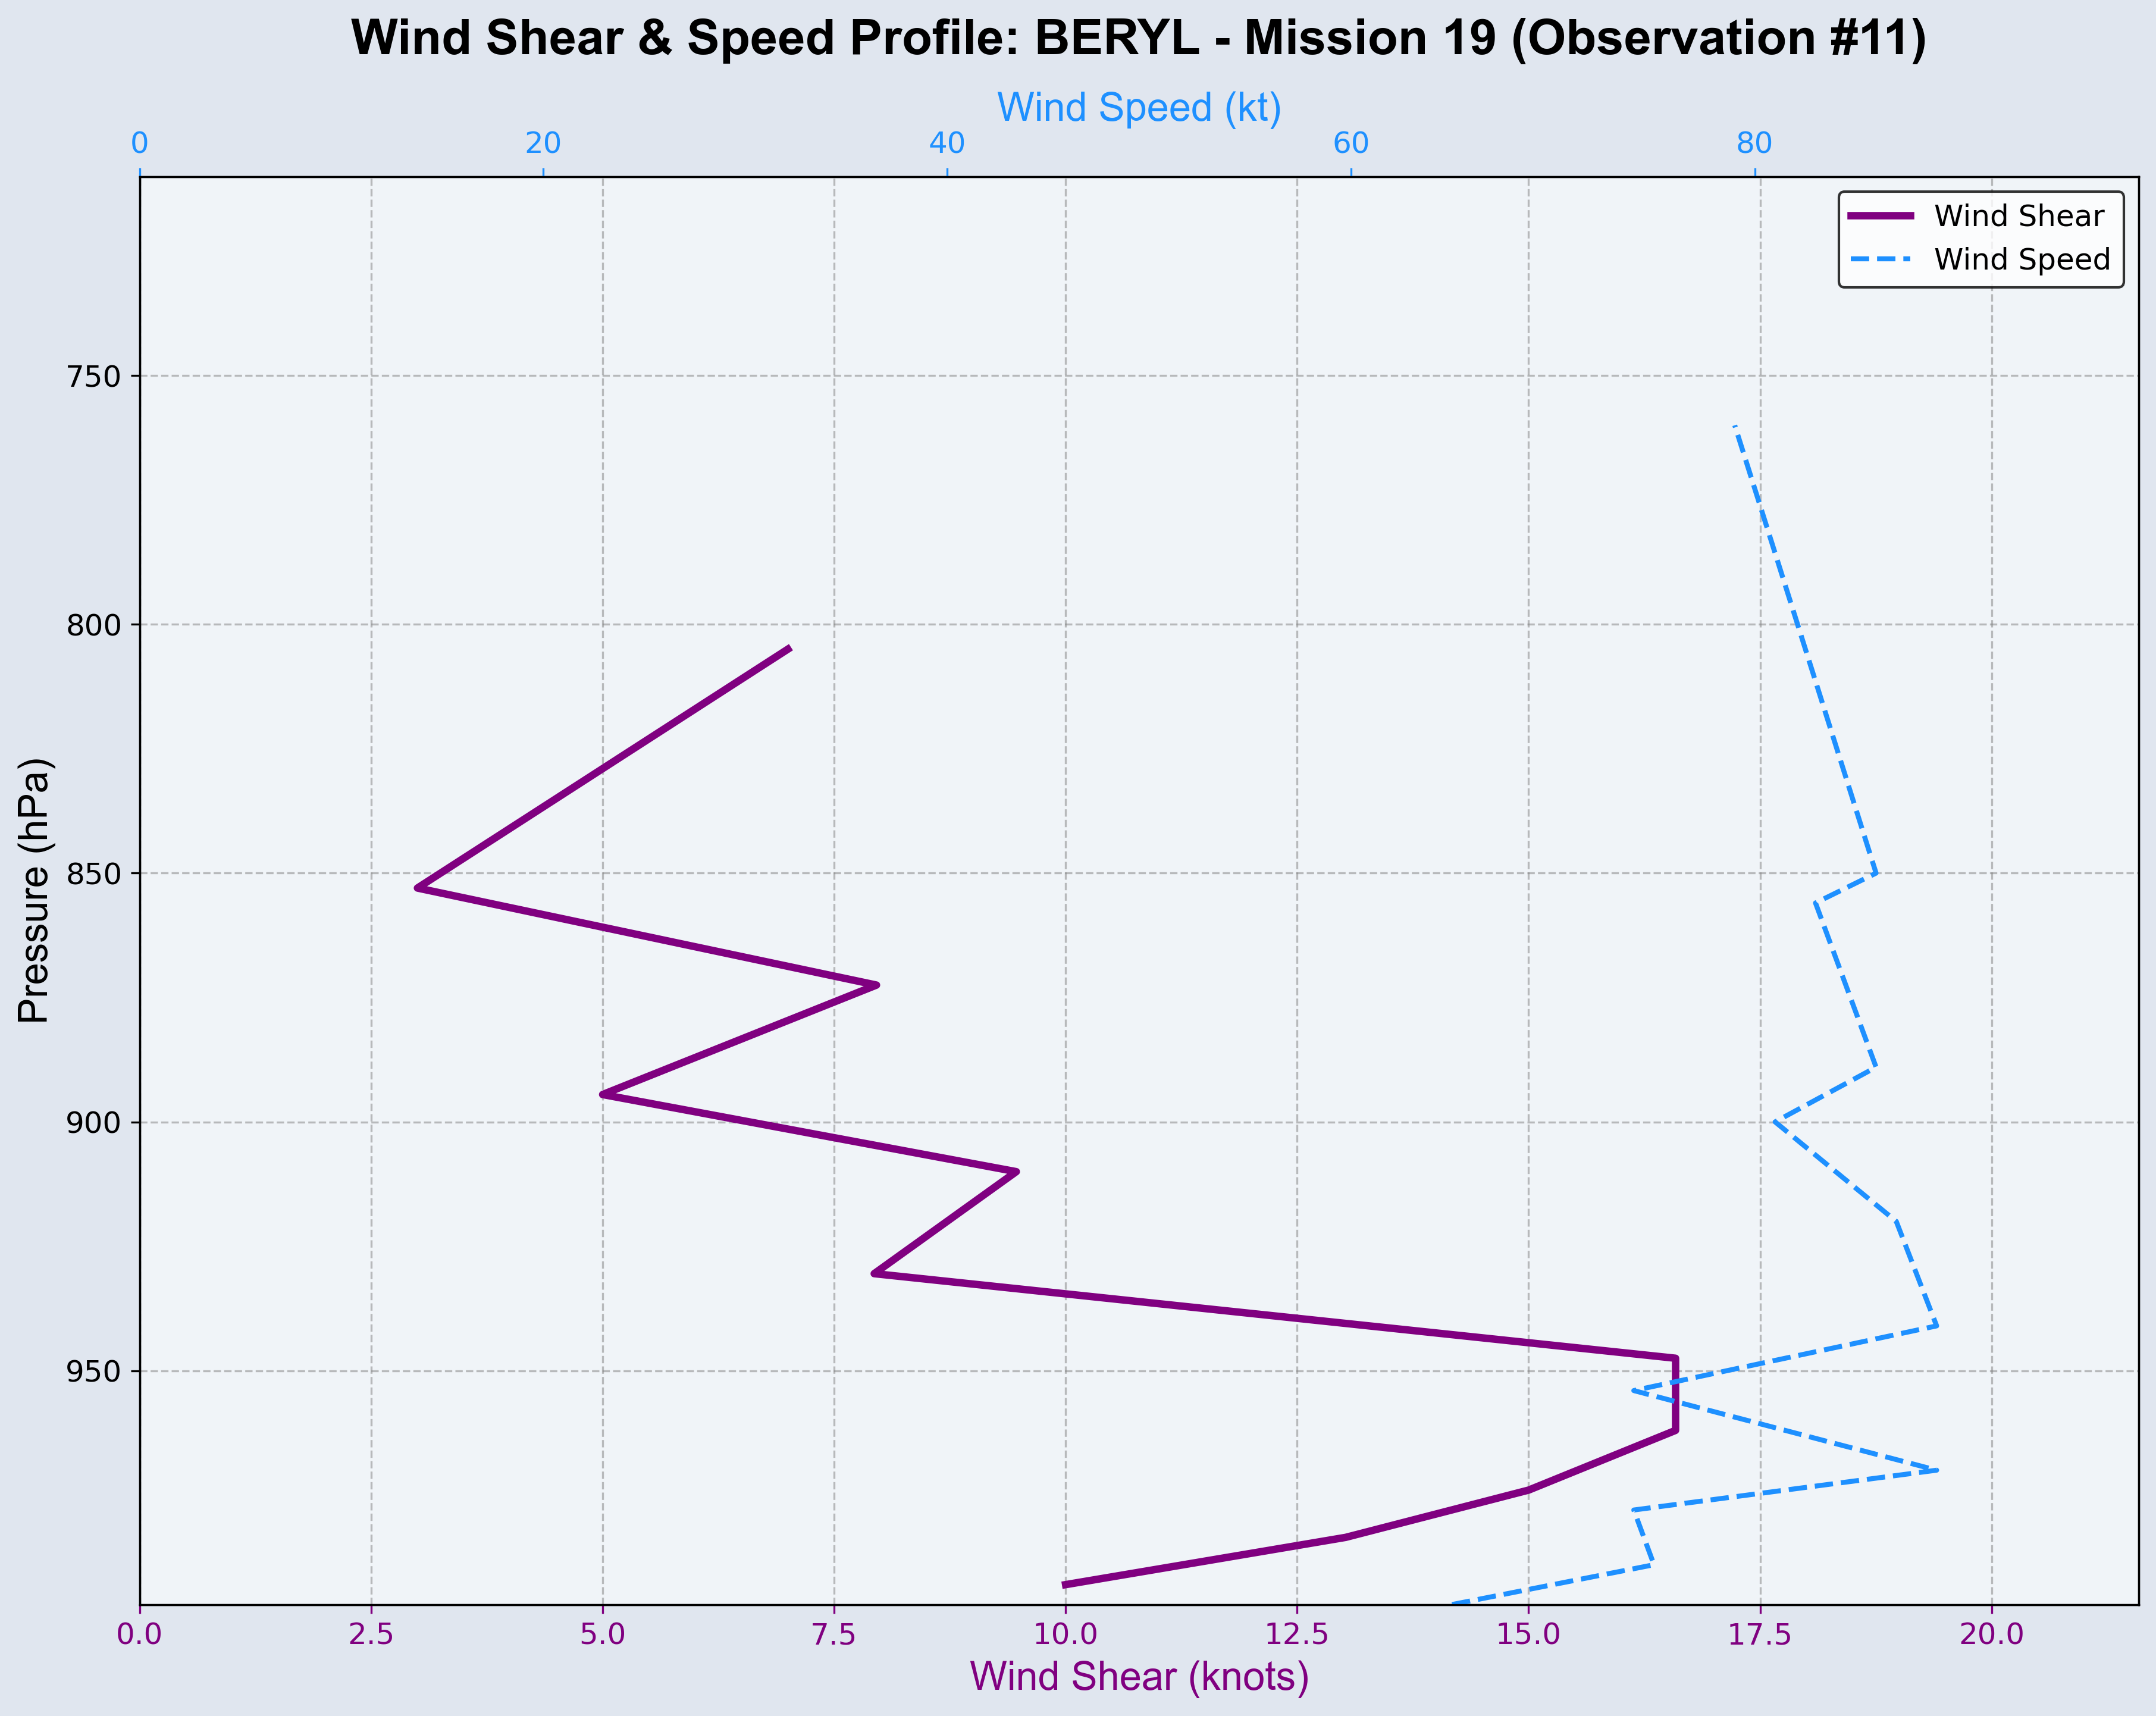 Wind Shear & Speed Profile: BERYL - Mission 19 (Observation #11)
Wind Speed (kt)
0 20 40 60 80
Wind Shear
Wind Speed
750
800
850
900
950
Pressure (hPa)
0.0 2.5 5.0 7.5 10.0 12.5 15.0 17.5 20.0
Wind Shear (knots)